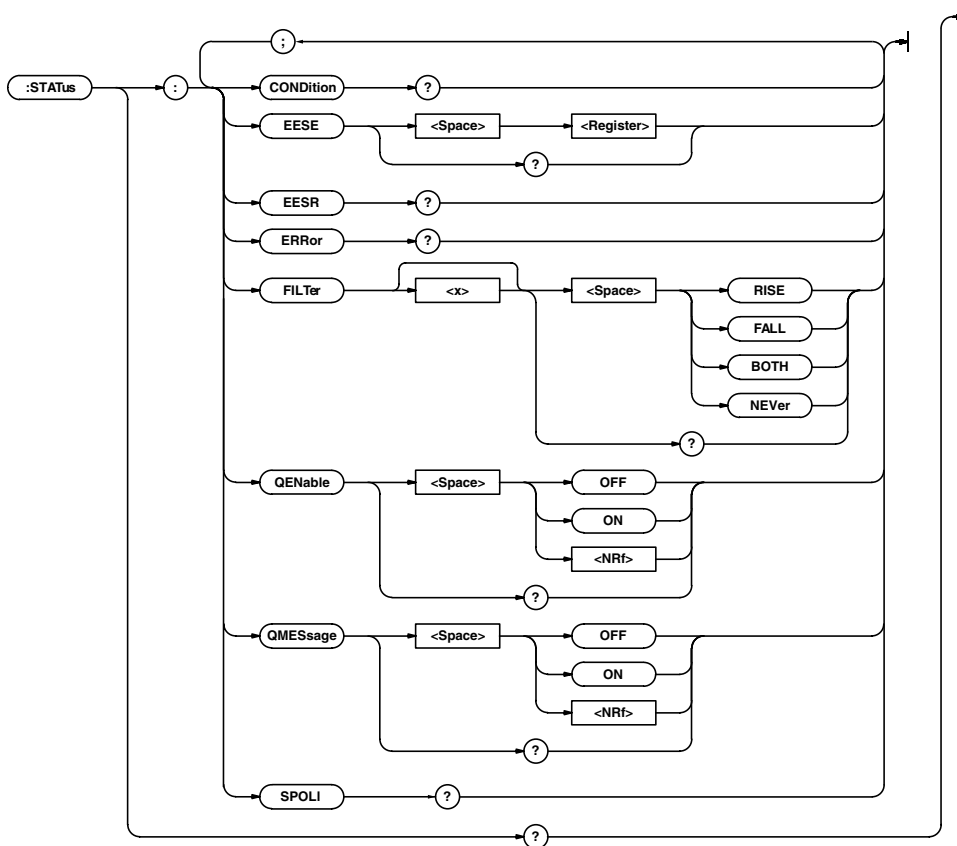 ;
:STATus : CONDition ?
EESE <Space> <Register>
?
EESR ?
ERRor ?
FILTer <x> <Space> RISE
FALL
BOTH
NEVer
?
QENable <Space> OFF
ON
<NRf>
?
QMESsage <Space> OFF
ON
<NRf>
?
SPOLl ?
?